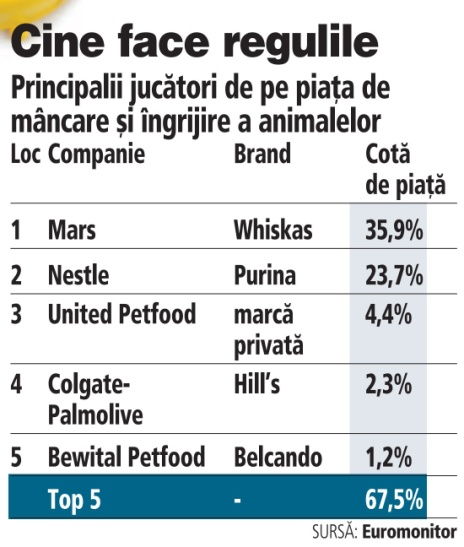 Cine face regulile
Principalii jucători de pe piața de
mâncare și îngrijire a animalelor
Loc Companie Brand Cotă
de piață
1 Mars Whiskas 35,9%
2 Nestle Purina 23,7%
3 United Petfood marcă 4,4%
privată
4 Colgate- Hill's 2,3%
Palmolive
5 Bewital Petfood Belcando 1,2%
Top 5 - 67,5%
SURSĂ: Euromonitor